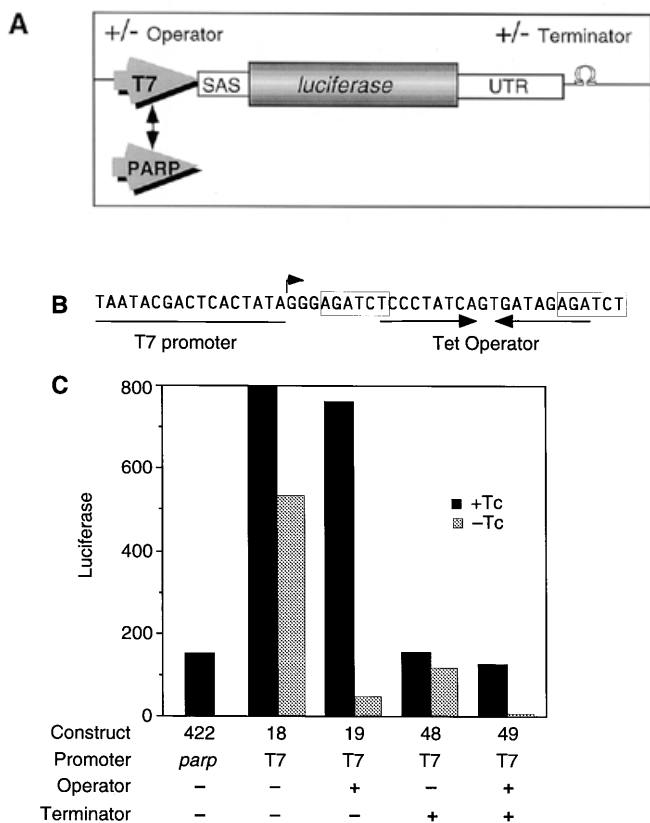 A
+/- Operator
+/- Terminator
T7
SAS
luciferase
UTR
Ω
PARP
B
TAATACGACTCACTATAGGGAGATCTCCCTATCAGTGATAGAGATCT
T7 promoter
Tet Operator
C
Luciferase
800
600
400
200
0
+Tc
−Tc
Construct 422 18 19 48 49
Promoter parp T7 T7 T7 T7
Operator − − + − +
Terminator − − − + +